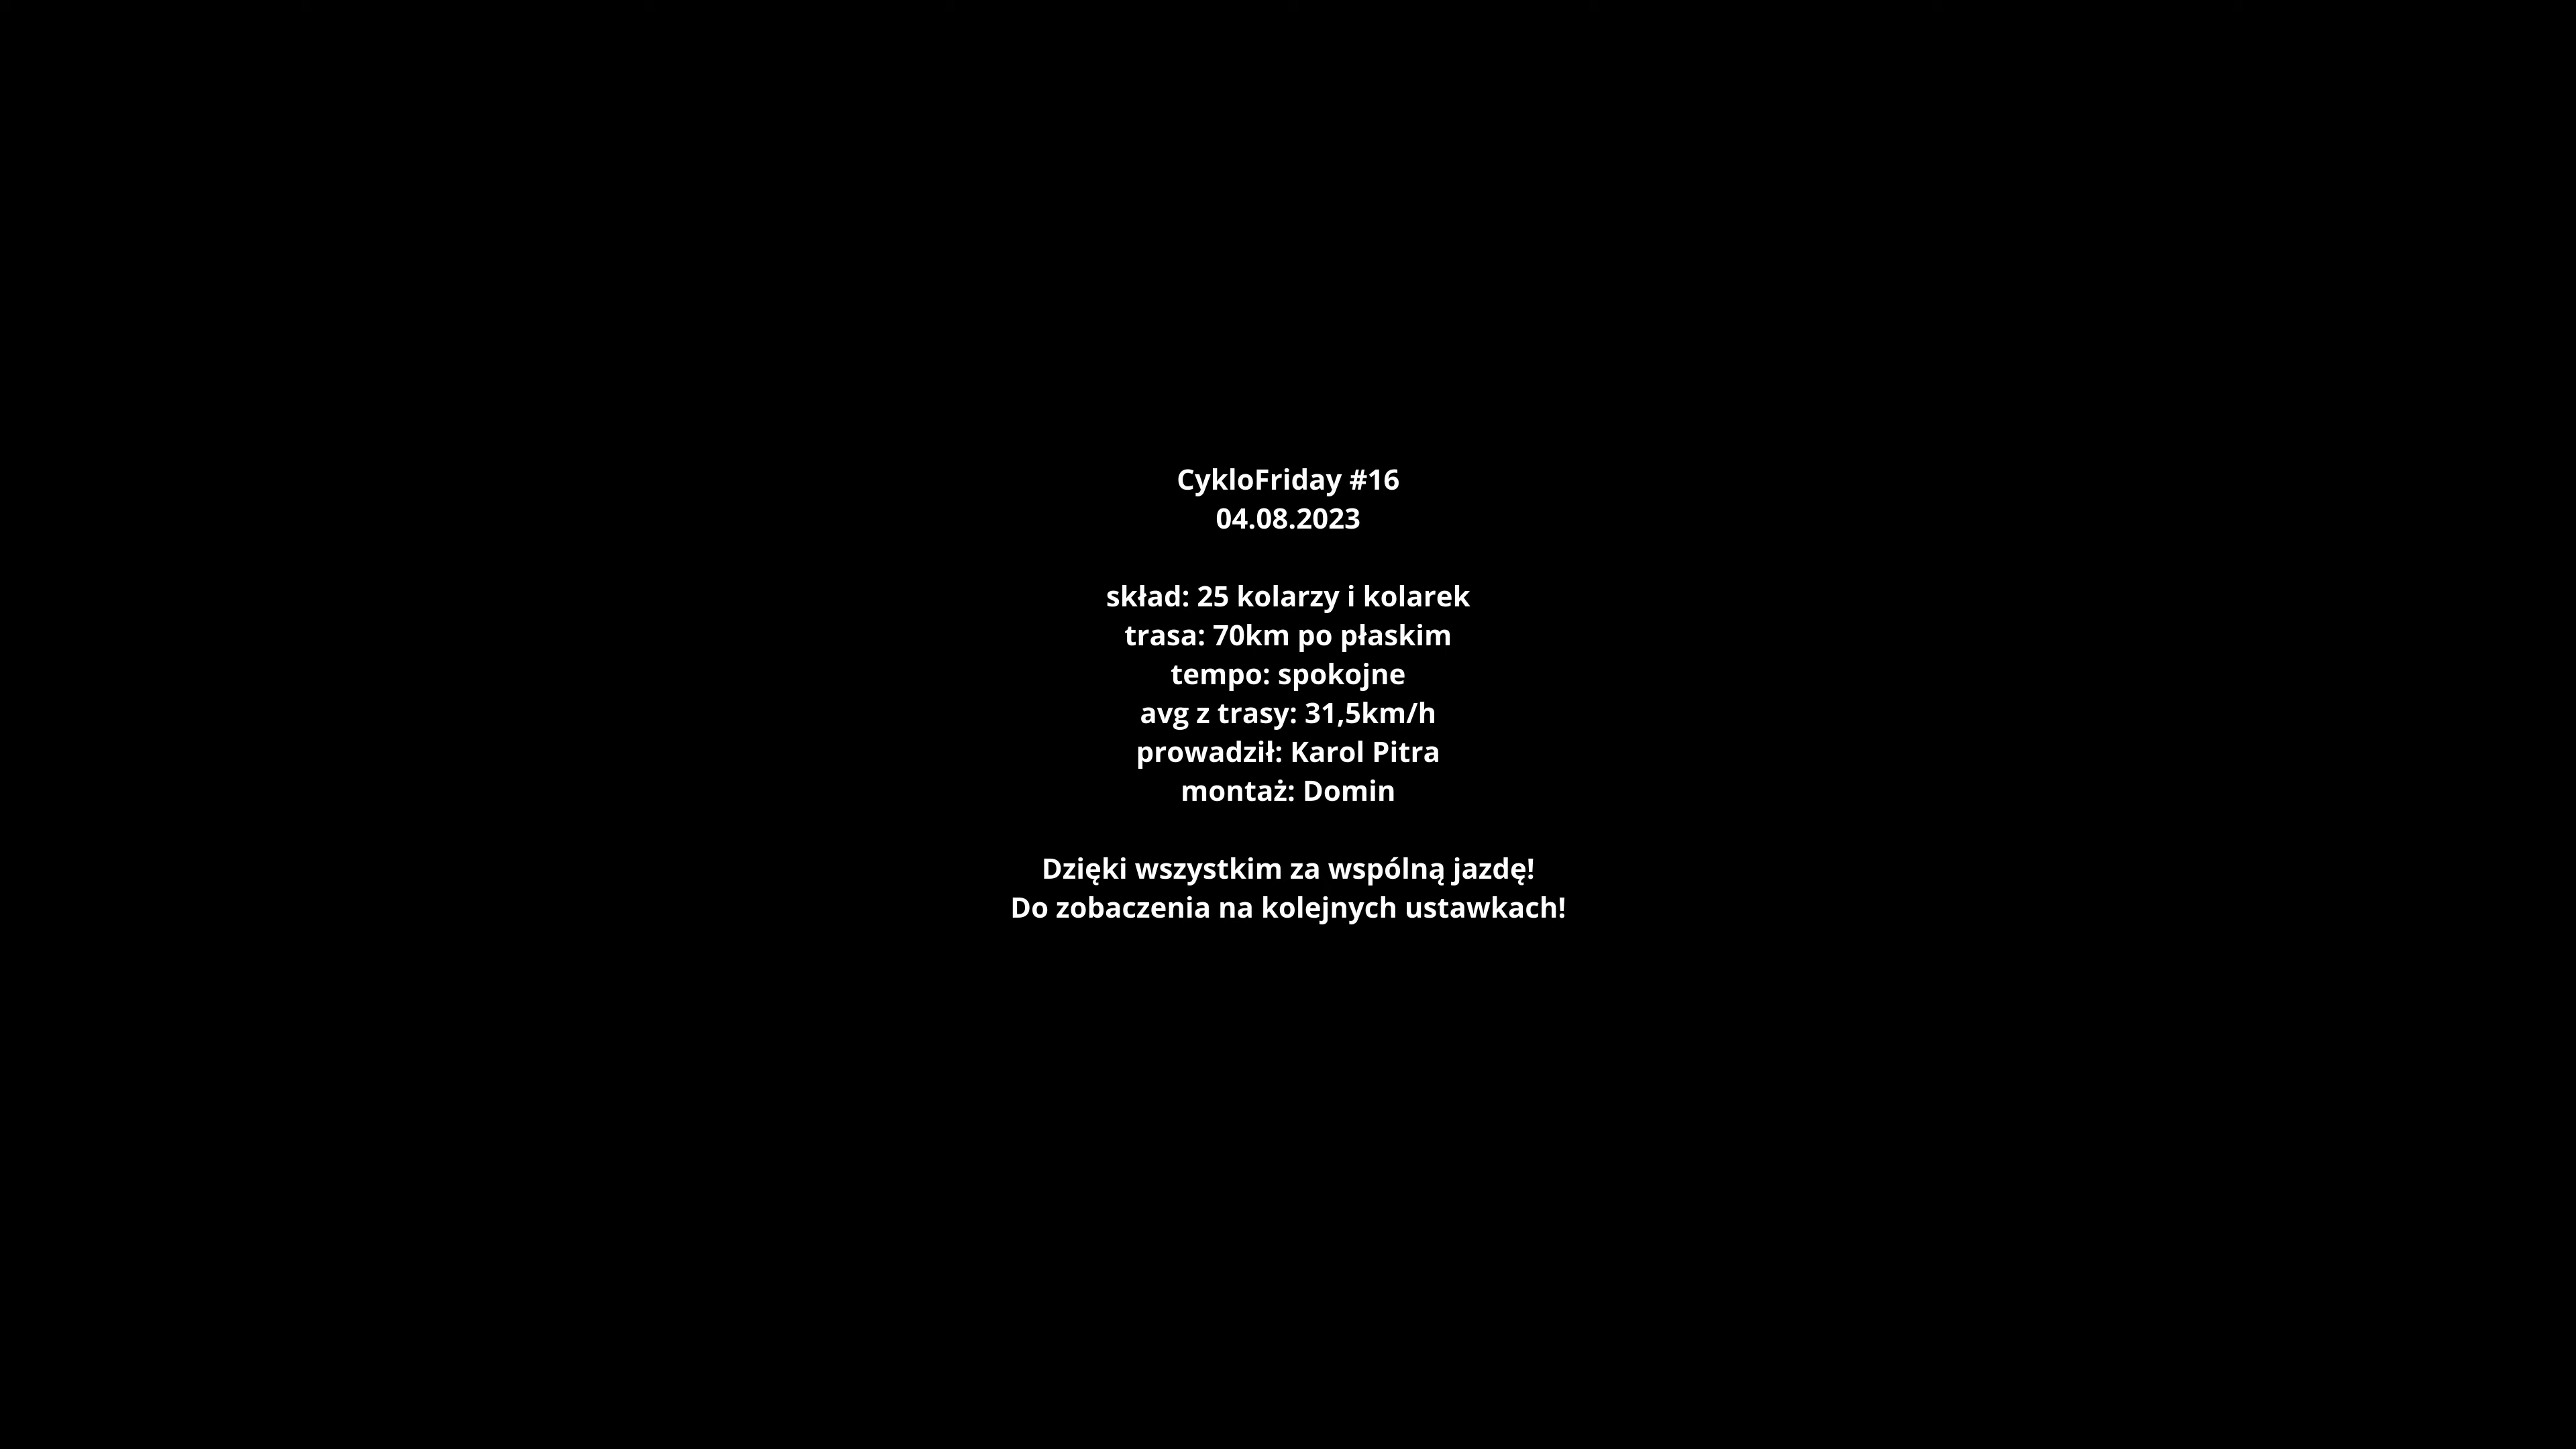 CykloFriday #16
04.08.2023
skład: 25 kolarzy i kolarek
trasa: 70km po płaskim
tempo: spokojne
avg z trasy: 31,5km/h
prowadził: Karol Pitra
montaż: Domin
Dzięki wszystkim za wspólną jazdę!
Do zobaczenia na kolejnych ustawkach!